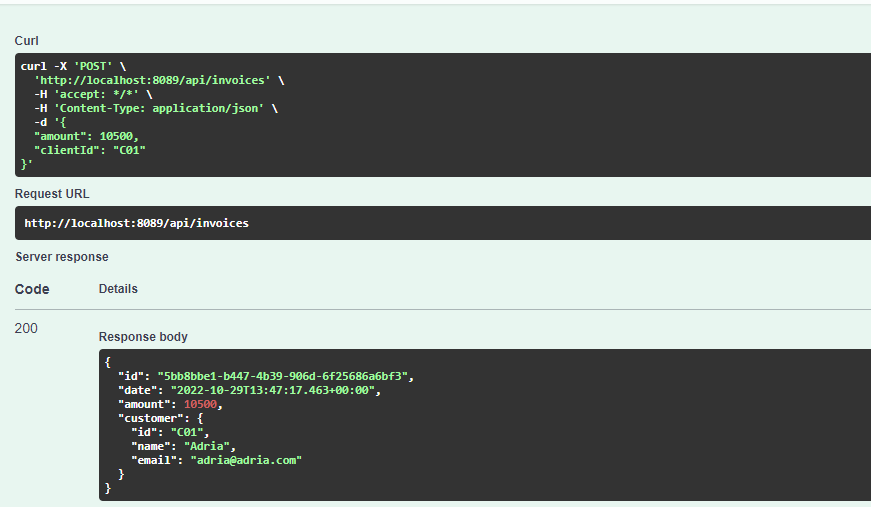 Curl
curl -X 'POST' \
  'http://localhost:8089/api/invoices' \
  -H 'accept: */*' \
  -H 'Content-Type: application/json' \
  -d '{
  "amount": 10500,
  "clientId": "C01"
}'
Request URL
http://localhost:8089/api/invoices
Server response
Code Details
200
Response body
{
  "id": "5bb8bbe1-b447-4b39-906d-6f25686a6bf3",
  "date": "2022-10-29T13:47:17.463+00:00",
  "amount": 10500,
  "customer": {
    "id": "C01",
    "name": "Adria",
    "email": "adria@adria.com"
  }
}